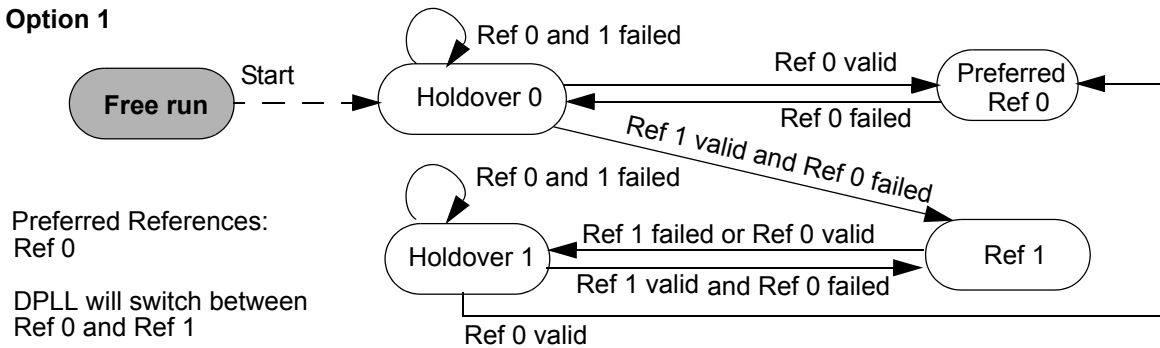 Option 1
Ref 0 and 1 failed
Start
Free run
Holdover 0
Ref 0 valid
Ref 0 failed
Preferred
Ref 0
Ref 1 valid and Ref 0 failed
Ref 0 and 1 failed
Preferred References:
Ref 0
Holdover 1
Ref 1 failed or Ref 0 valid
Ref 1 valid and Ref 0 failed
Ref 1
DPLL will switch between
Ref 0 and Ref 1
Ref 0 valid